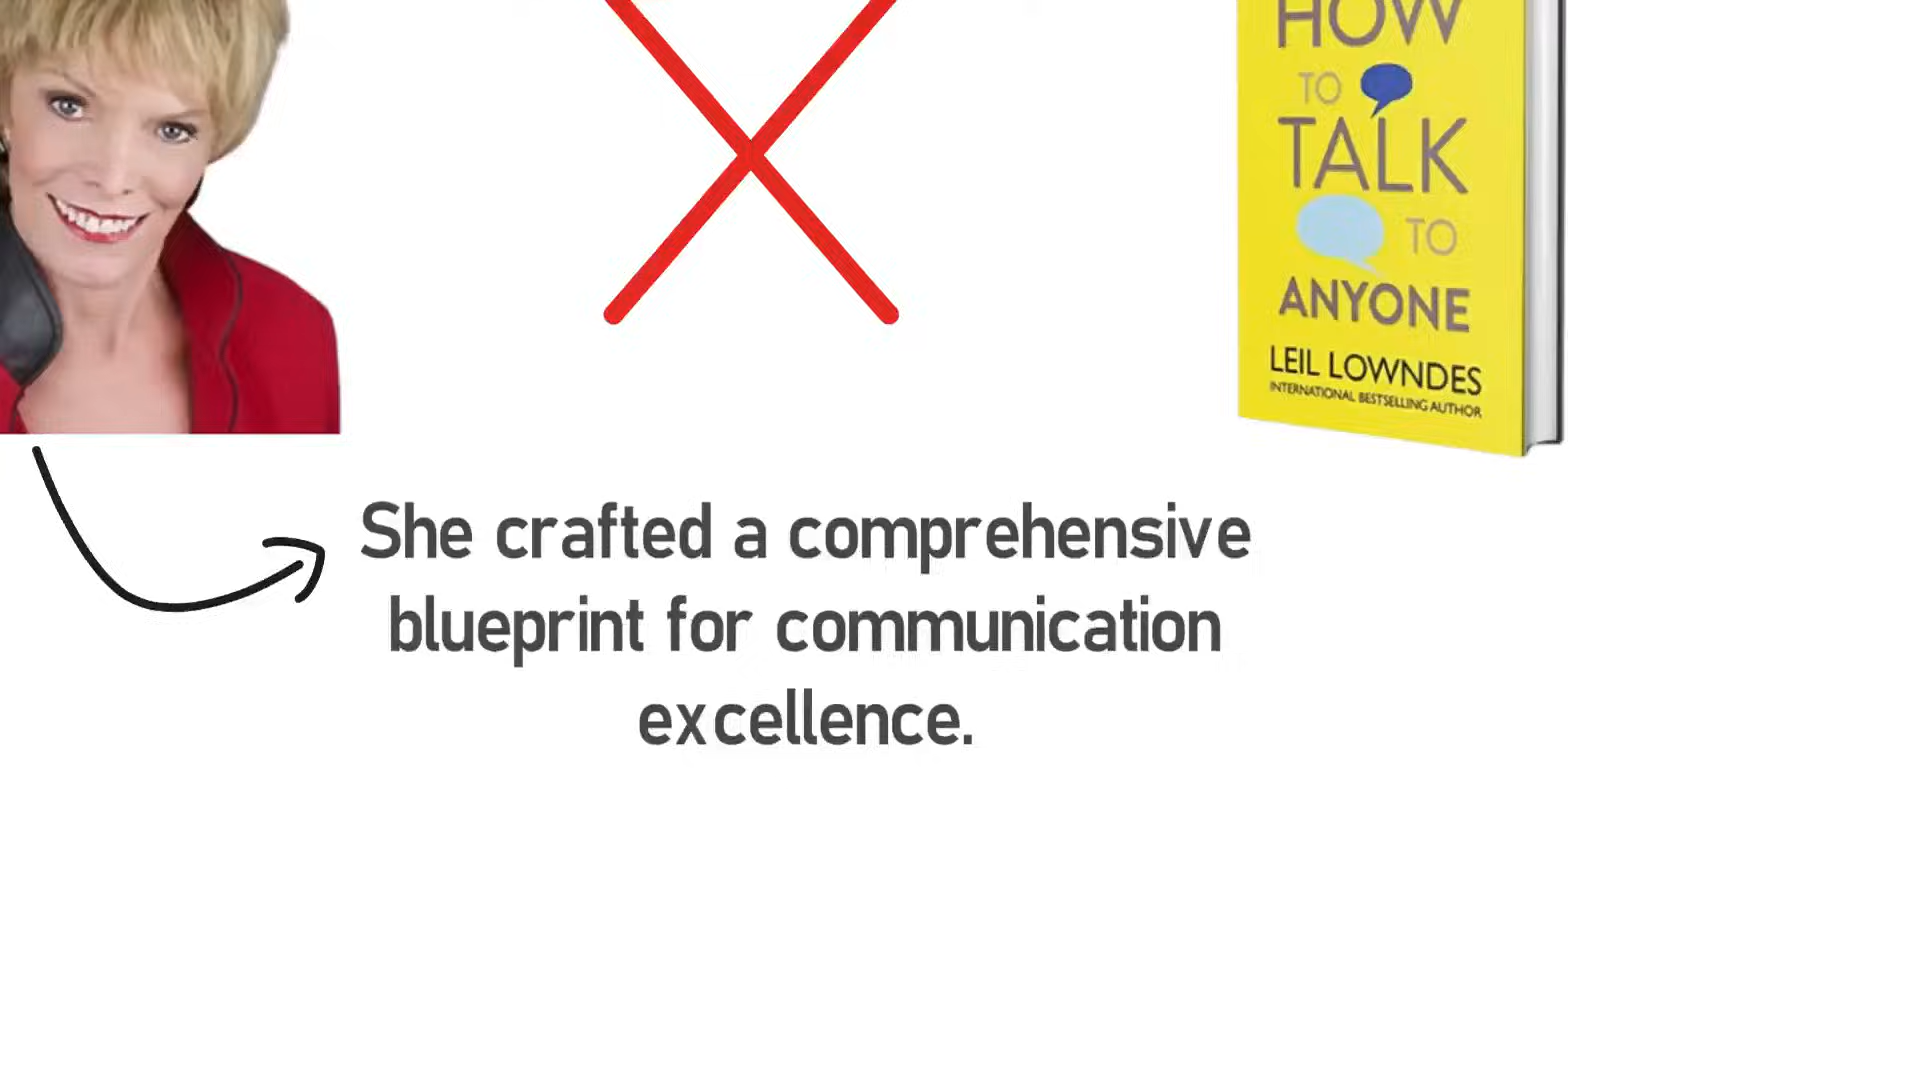 HOW
TO
TALK
TO
ANYONE
LEIL LOWNDES
INTERNATIONAL BESTSELLING AUTHOR
She crafted a comprehensive
blueprint for communication
excellence.